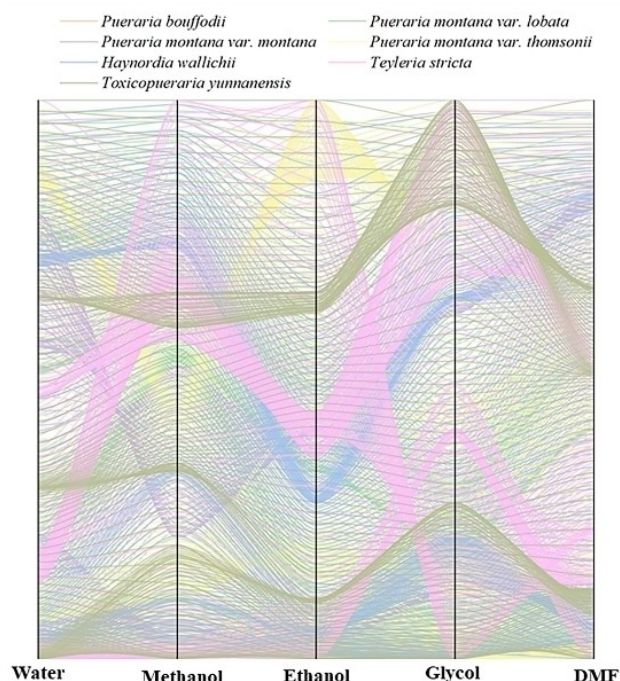 Pueraria bouffodii
Pueraria montana var. lobata
Pueraria montana var. montana
Pueraria montana var. thomsonii
Haynordia wallichii
Teyleria stricta
Toxicopueraria yunnanensis
Water
Methanol
Ethanol
Glycol
DMF